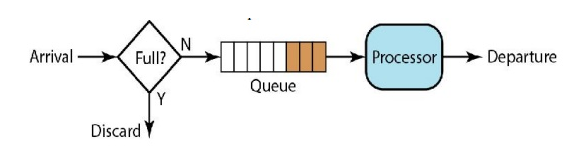 Arrival
Full?
N
Y
Discard
Queue
Processor
Departure